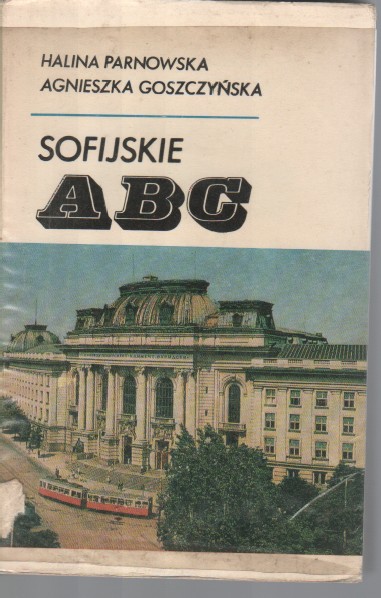 HALINA PARNOWSKA
AGNIESZKA GOSZCZYŃSKA
SOFIJSKIE
ABC